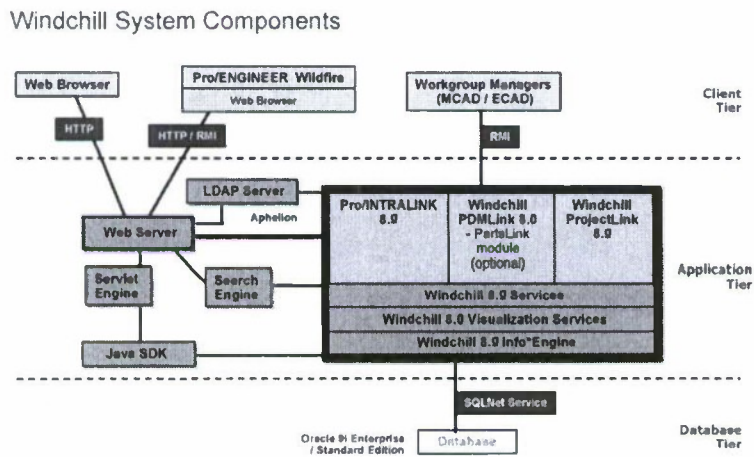 Windchill System Components
Web Browser
Pro/ENGINEER Wildfire
Web Browser
Workgroup Managers
(MCAD / ECAD)
Client
Tier
HTTP
HTTP / RMI
RMI
LDAP Server
Aphelion
Web Server
Servlet
Engine
Search
Engine
Java SDK
Pro/INTRALINK
8.0
Windchill
PDMLink 8.0
- PartsLink
module
(optional)
Windchill
ProjectLink
8.0
Windchill 8.0 Services
Windchill 8.0 Visualization Services
Windchill 8.0 Info*Engine
Application
Tier
SQLNet Service
Oracle 9i Enterprise
/ Standard Edition
Database
Database
Tier